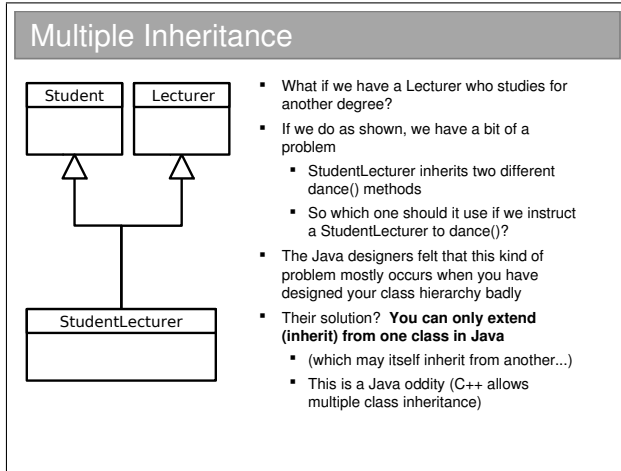 Multiple Inheritance
Student
Lecturer
StudentLecturer
▪ What if we have a Lecturer who studies for
another degree?
▪ If we do as shown, we have a bit of a
problem
▪ StudentLecturer inherits two different
dance() methods
▪ So which one should it use if we instruct
a StudentLecturer to dance()?
▪ The Java designers felt that this kind of
problem mostly occurs when you have
designed your class hierarchy badly
▪ Their solution? You can only extend
(inherit) from one class in Java
▪ (which may itself inherit from another...)
▪ This is a Java oddity (C++ allows
multiple class inheritance)